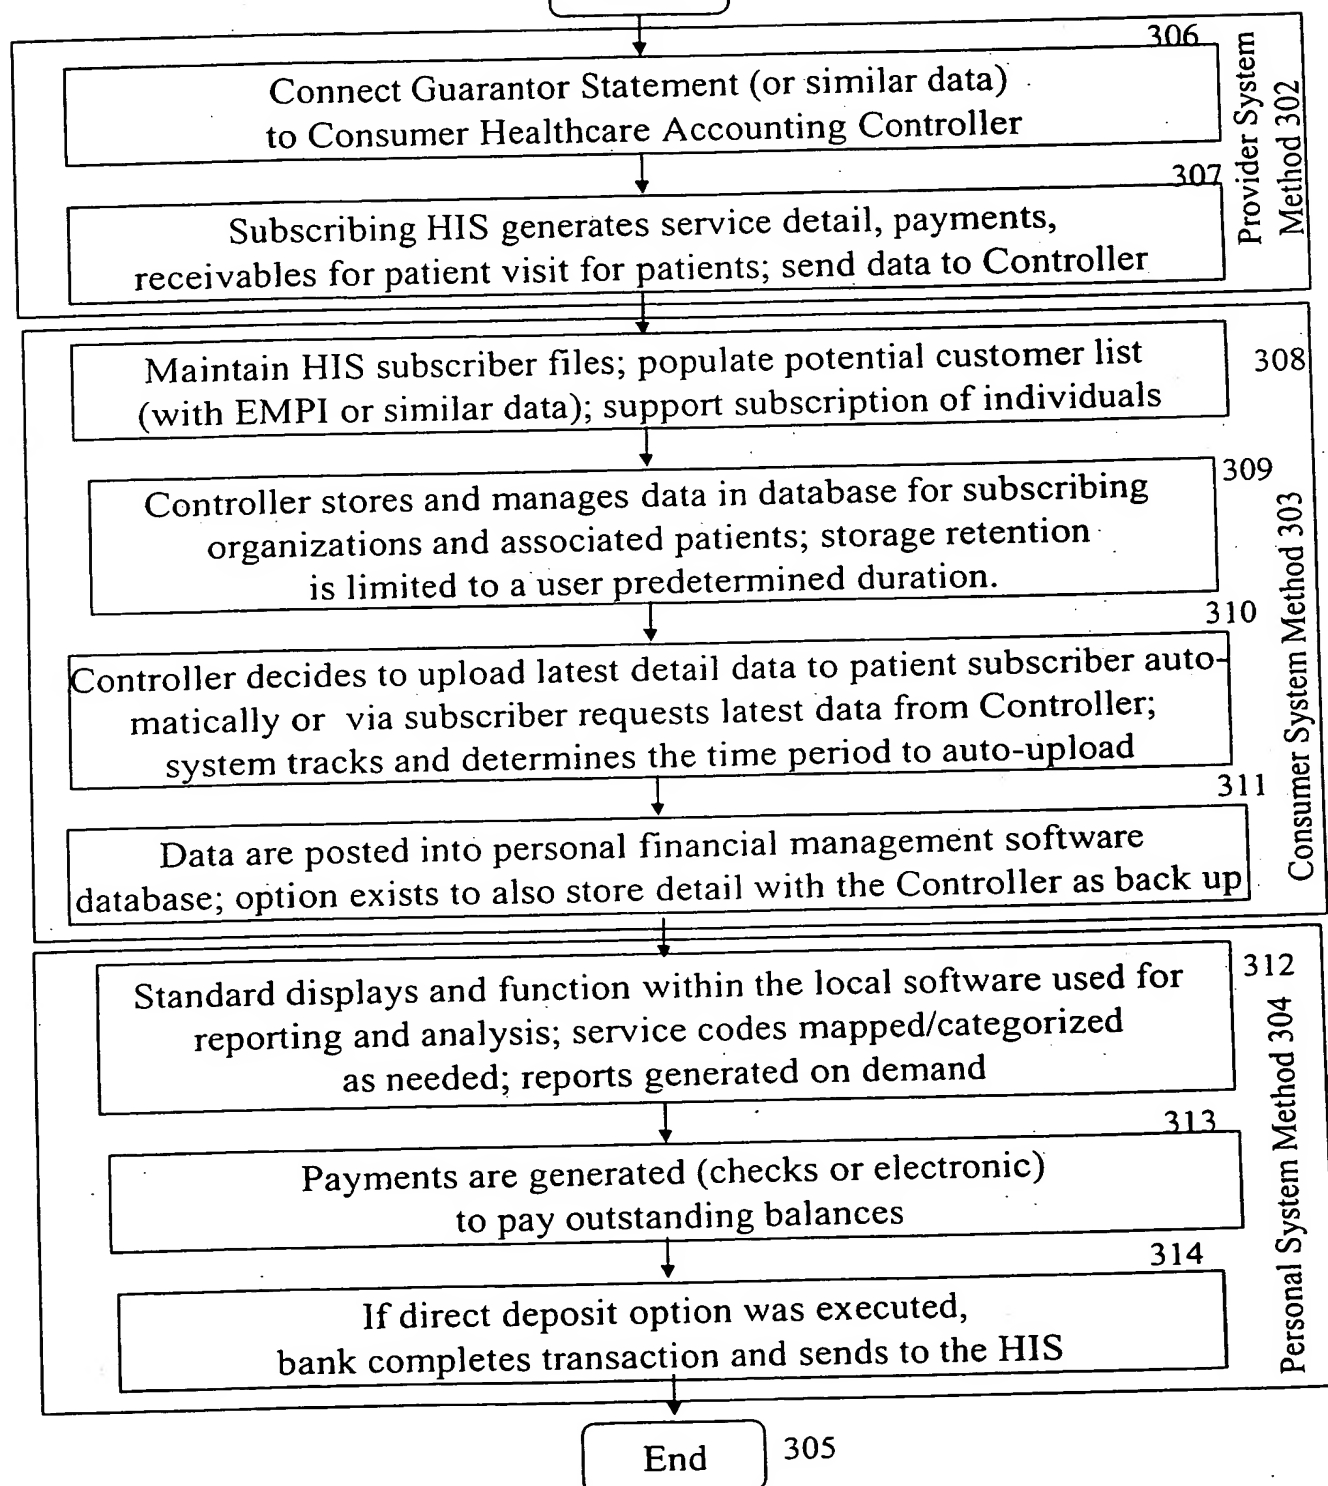 306
Connect Guarantor Statement (or similar data)
to Consumer Healthcare Accounting Controller
307
Subscribing HIS generates service detail, payments,
receivables for patient visit for patients; send data to Controller
Provider System
Method 302
308
Maintain HIS subscriber files; populate potential customer list
(with EMPI or similar data); support subscription of individuals
309
Controller stores and manages data in database for subscribing
organizations and associated patients; storage retention
is limited to a user predetermined duration.
310
Controller decides to upload latest detail data to patient subscriber auto-
matically or via subscriber requests latest data from Controller;
system tracks and determines the time period to auto-upload
311
Data are posted into personal financial management software
database; option exists to also store detail with the Controller as back up
Consumer System Method 303
312
Standard displays and function within the local software used for
reporting and analysis; service codes mapped/categorized
as needed; reports generated on demand
313
Payments are generated (checks or electronic)
to pay outstanding balances
314
If direct deposit option was executed,
bank completes transaction and sends to the HIS
Personal System Method 304
End
305